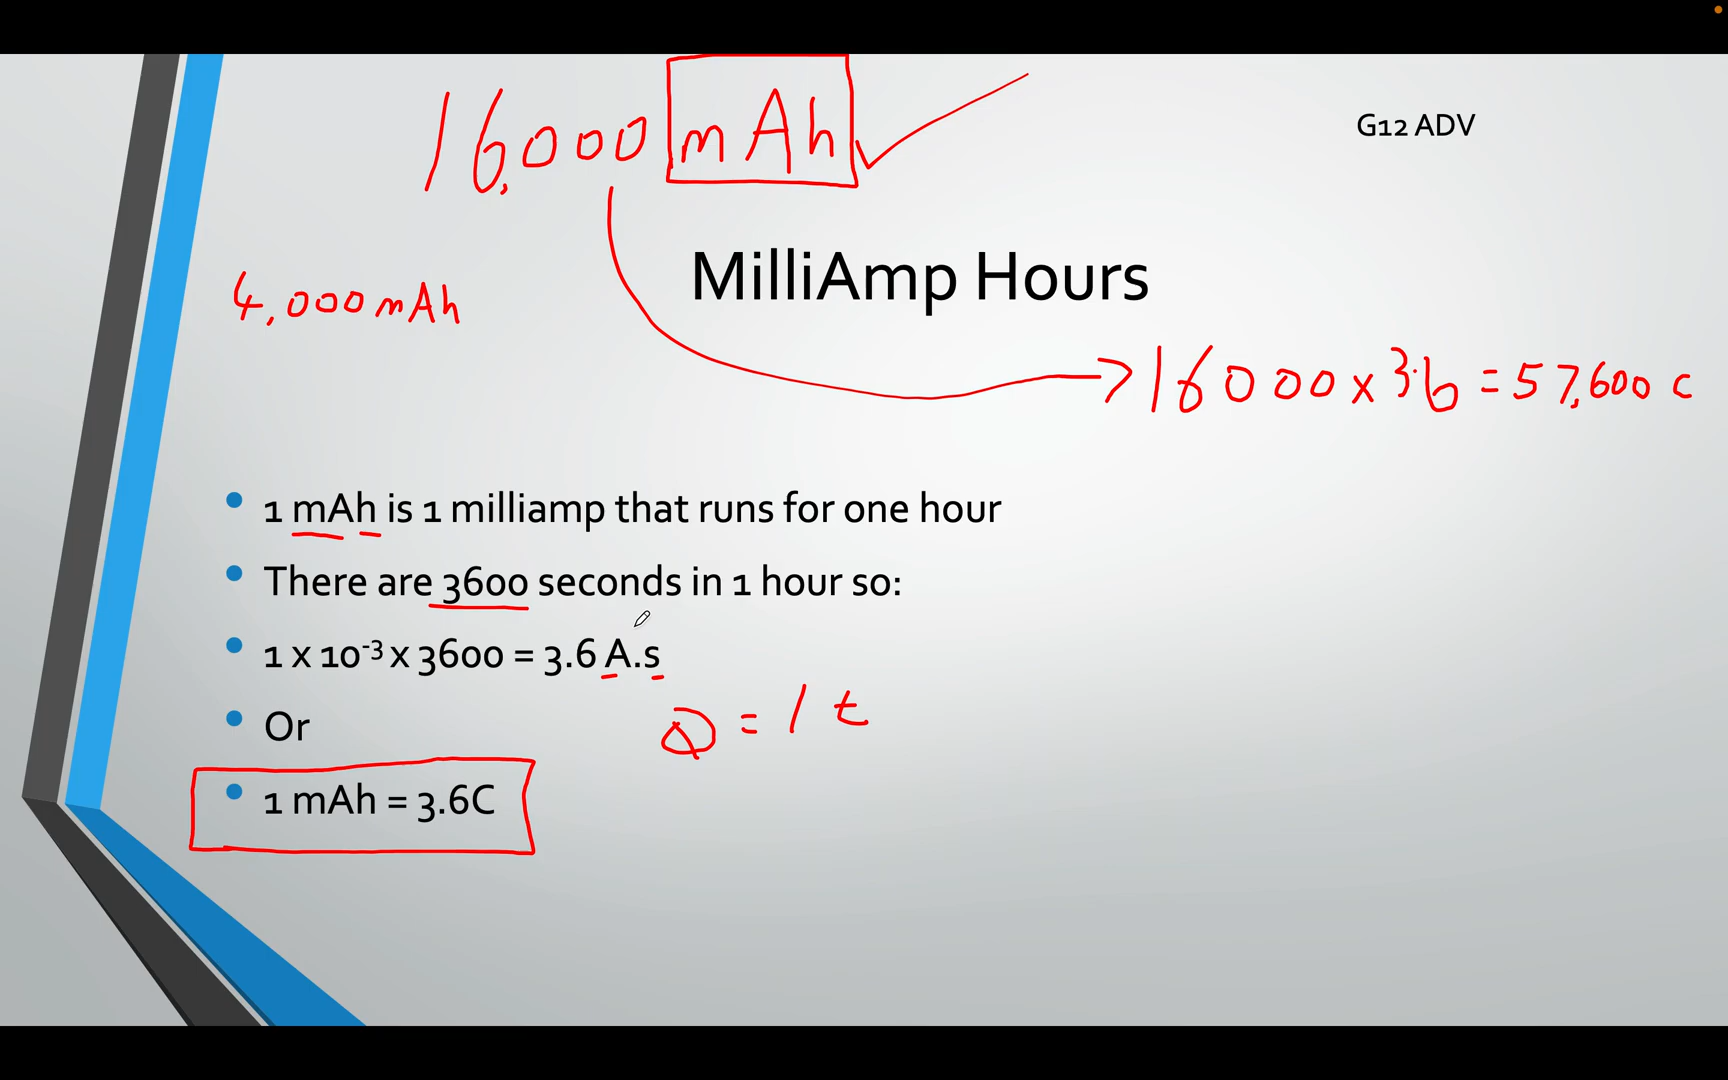 16,000 mAh
G12 ADV
MilliAmp Hours
4,000 mAh
16000 x 3.6 = 57,600 C
1 mAh is 1 milliamp that runs for one hour
There are 3600 seconds in 1 hour so:
1 x 10⁻³ x 3600 = 3.6 A.s
Q = I t
Or
1 mAh = 3.6C